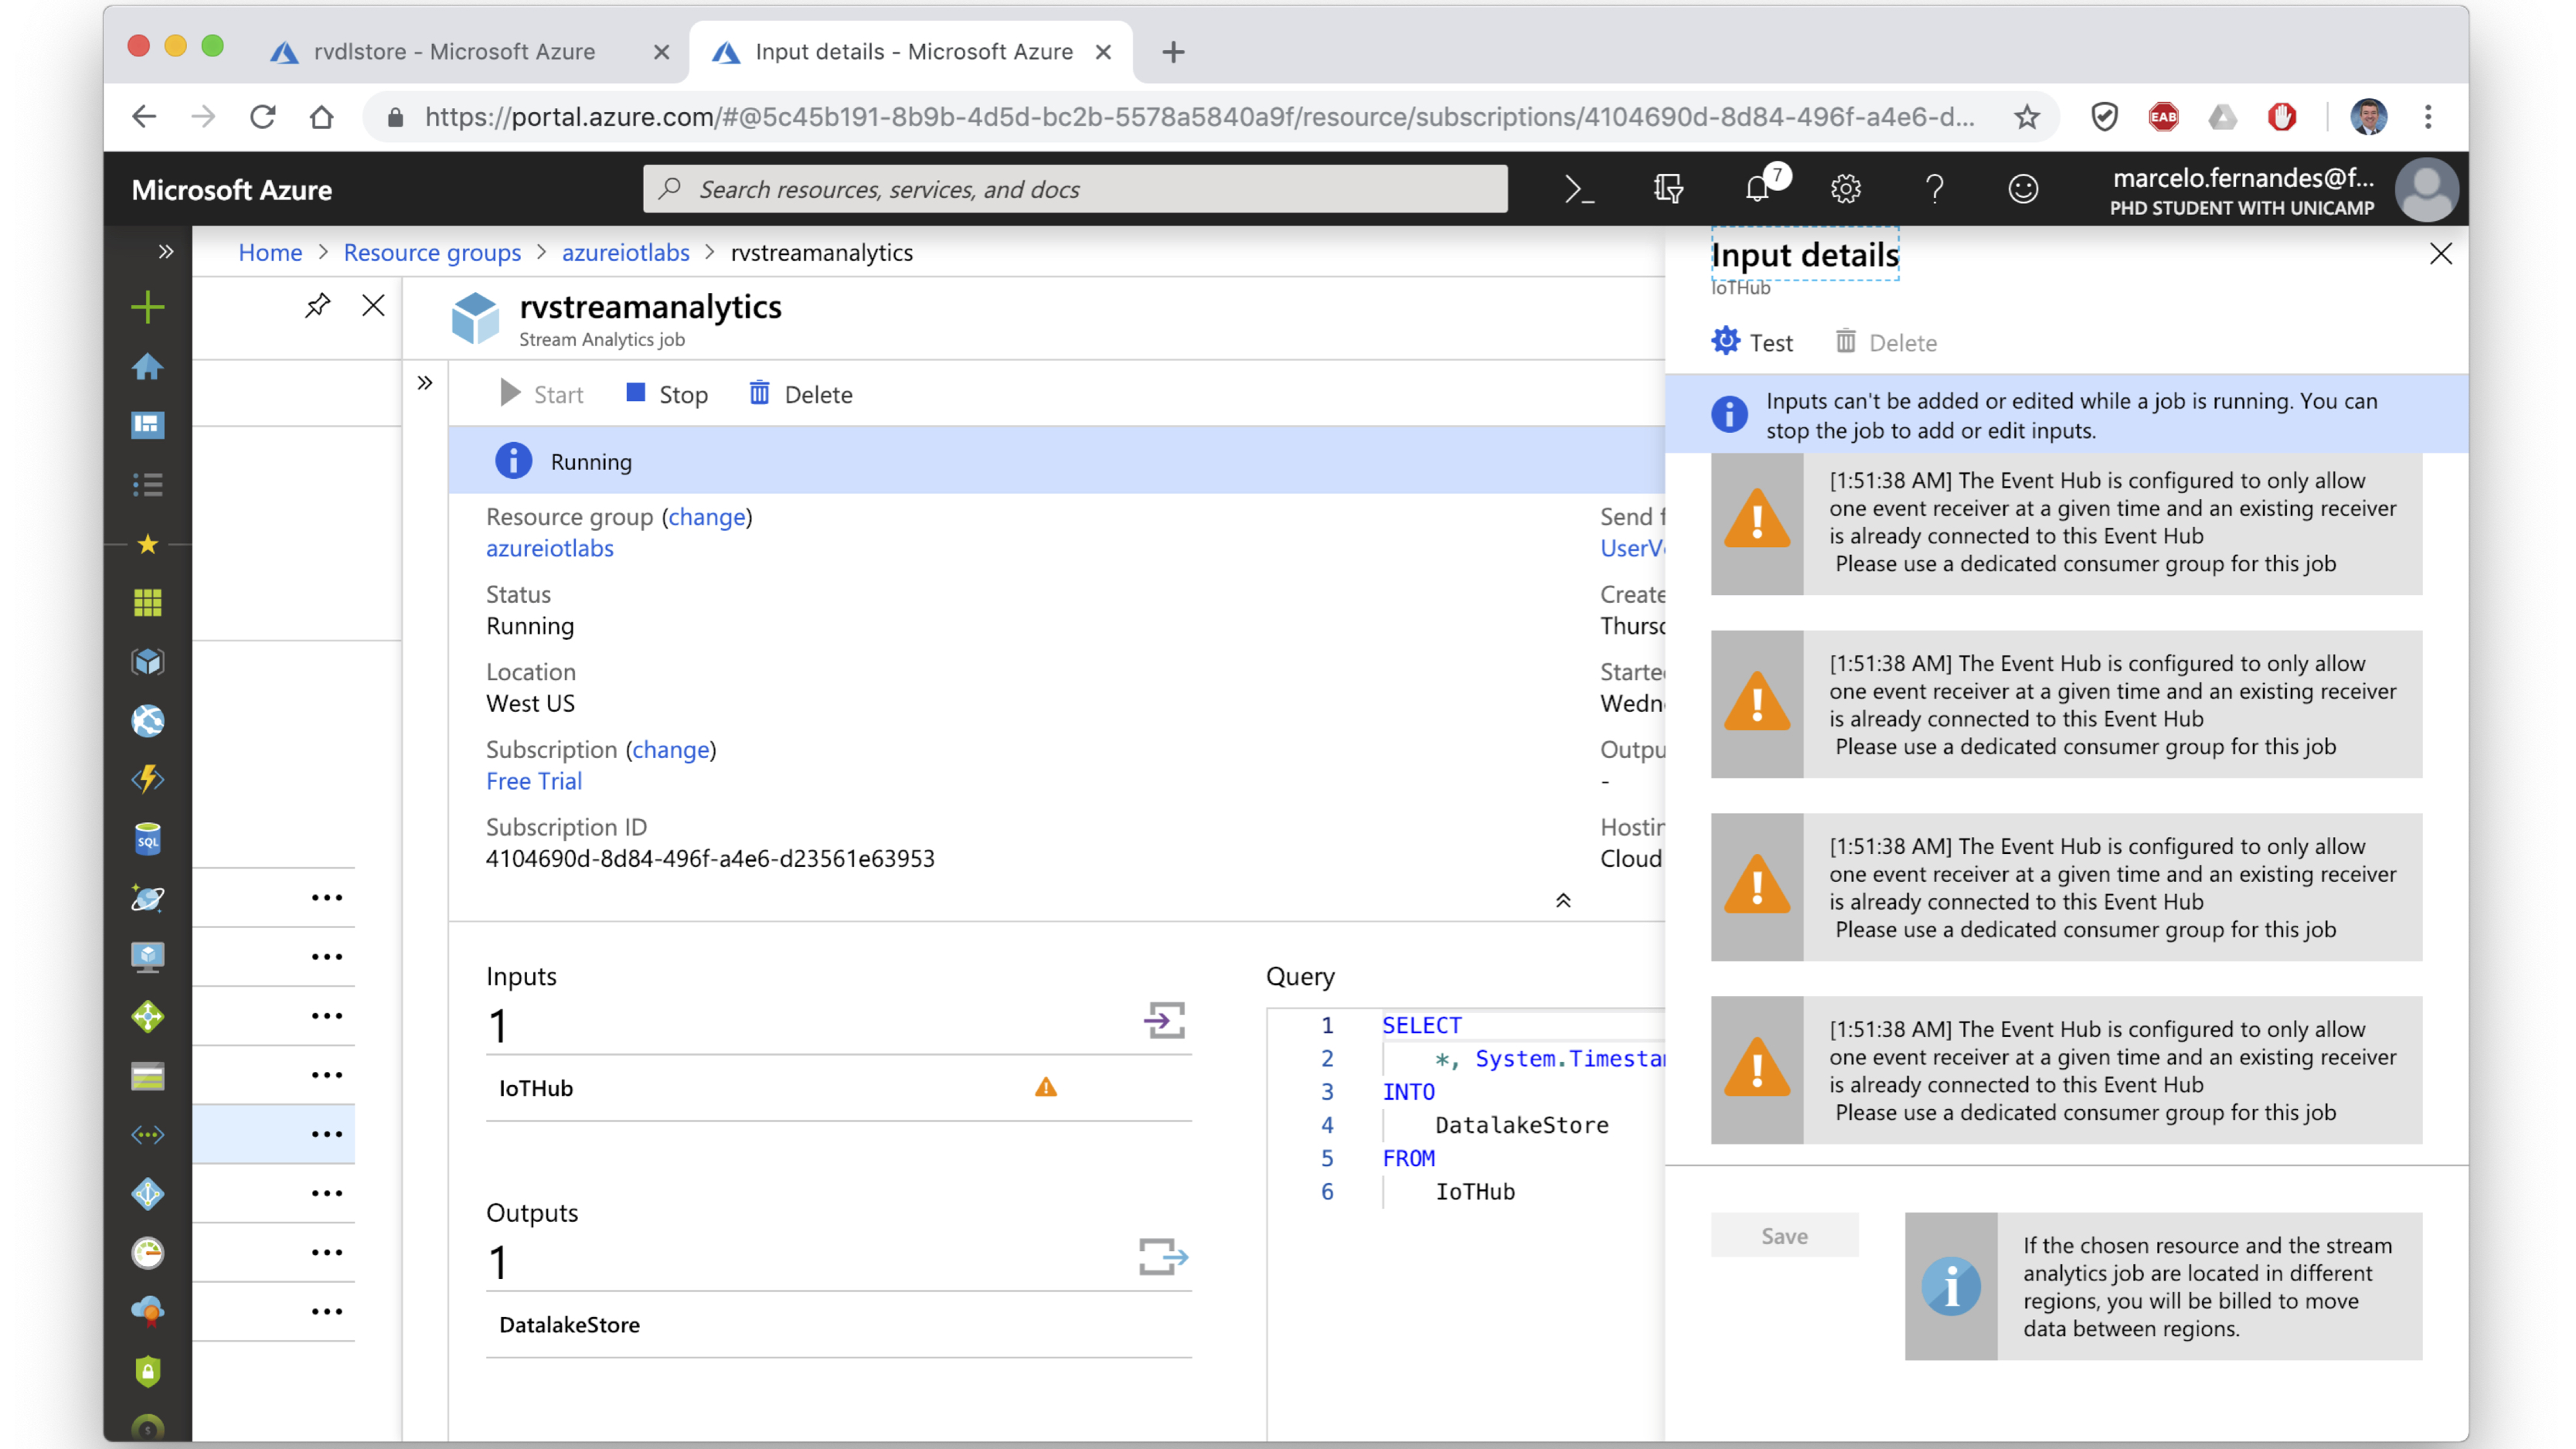 rvdlstore - Microsoft Azure
Input details - Microsoft Azure
https://portal.azure.com/#@5c45b191-8b9b-4d5d-bc2b-5578a5840a9f/resource/subscriptions/4104690d-8d84-496f-a4e6-d...
EAB
Microsoft Azure
Search resources, services, and docs
7
marcelo.fernandes@f...
PHD STUDENT WITH UNICAMP
Home > Resource groups > azureiotlabs > rvstreamanalytics
rvstreamanalytics
Stream Analytics job
Start
Stop
Delete
Running
Resource group (change)
azureiotlabs
Status
Running
Location
West US
Subscription (change)
Free Trial
Subscription ID
4104690d-8d84-496f-a4e6-d23561e63953
Send f
UserV
Create
Thurs
Starte
Wedn
Outpu
-
Hostin
Cloud
SQL
Inputs
1
IoTHub
Outputs
1
DatalakeStore
Query
1 SELECT
2 *, System.Timesta
3 INTO
4 DatalakeStore
5 FROM
6 IoTHub
Input details
IoTHub
Test
Delete
Inputs can't be added or edited while a job is running. You can
stop the job to add or edit inputs.
[1:51:38 AM] The Event Hub is configured to only allow
one event receiver at a given time and an existing receiver
is already connected to this Event Hub
Please use a dedicated consumer group for this job
[1:51:38 AM] The Event Hub is configured to only allow
one event receiver at a given time and an existing receiver
is already connected to this Event Hub
Please use a dedicated consumer group for this job
[1:51:38 AM] The Event Hub is configured to only allow
one event receiver at a given time and an existing receiver
is already connected to this Event Hub
Please use a dedicated consumer group for this job
[1:51:38 AM] The Event Hub is configured to only allow
one event receiver at a given time and an existing receiver
is already connected to this Event Hub
Please use a dedicated consumer group for this job
Save
If the chosen resource and the stream
analytics job are located in different
regions, you will be billed to move
data between regions.